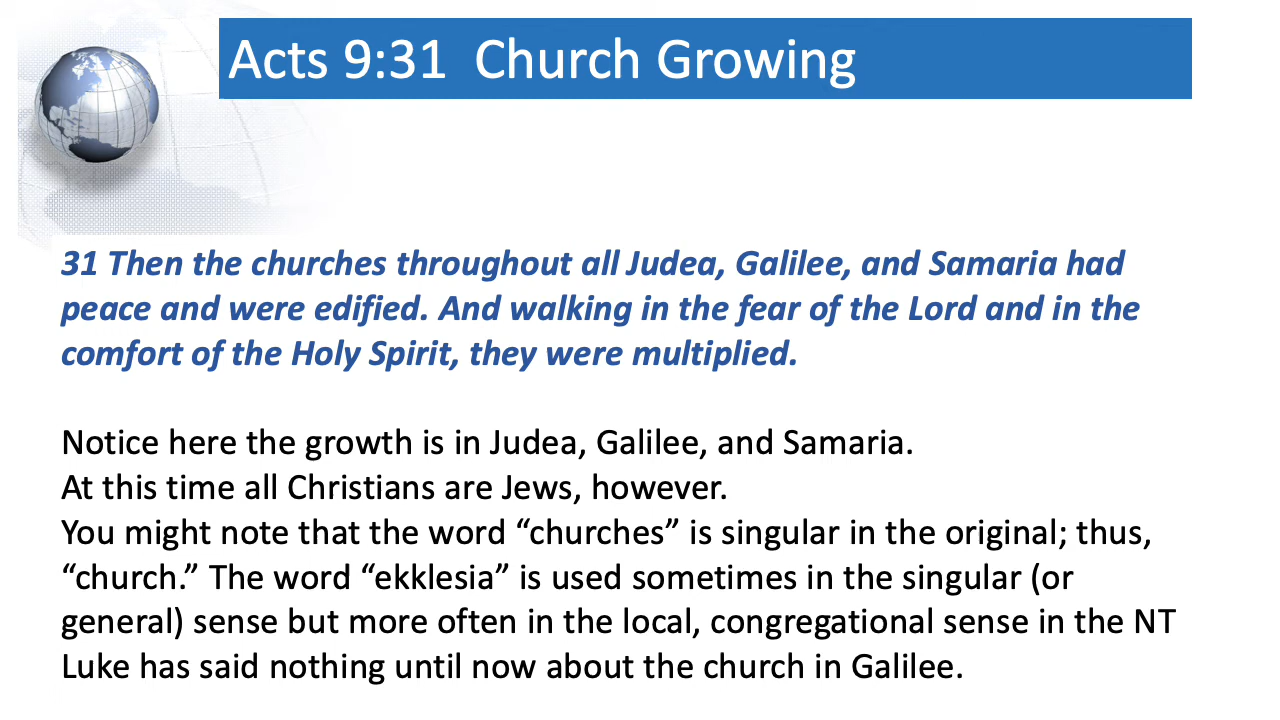 Acts 9:31  Church Growing
31 Then the churches throughout all Judea, Galilee, and Samaria had
peace and were edified. And walking in the fear of the Lord and in the
comfort of the Holy Spirit, they were multiplied.
Notice here the growth is in Judea, Galilee, and Samaria.
At this time all Christians are Jews, however.
You might note that the word “churches” is singular in the original; thus,
“church.” The word “ekklesia” is used sometimes in the singular (or
general) sense but more often in the local, congregational sense in the NT
Luke has said nothing until now about the church in Galilee.